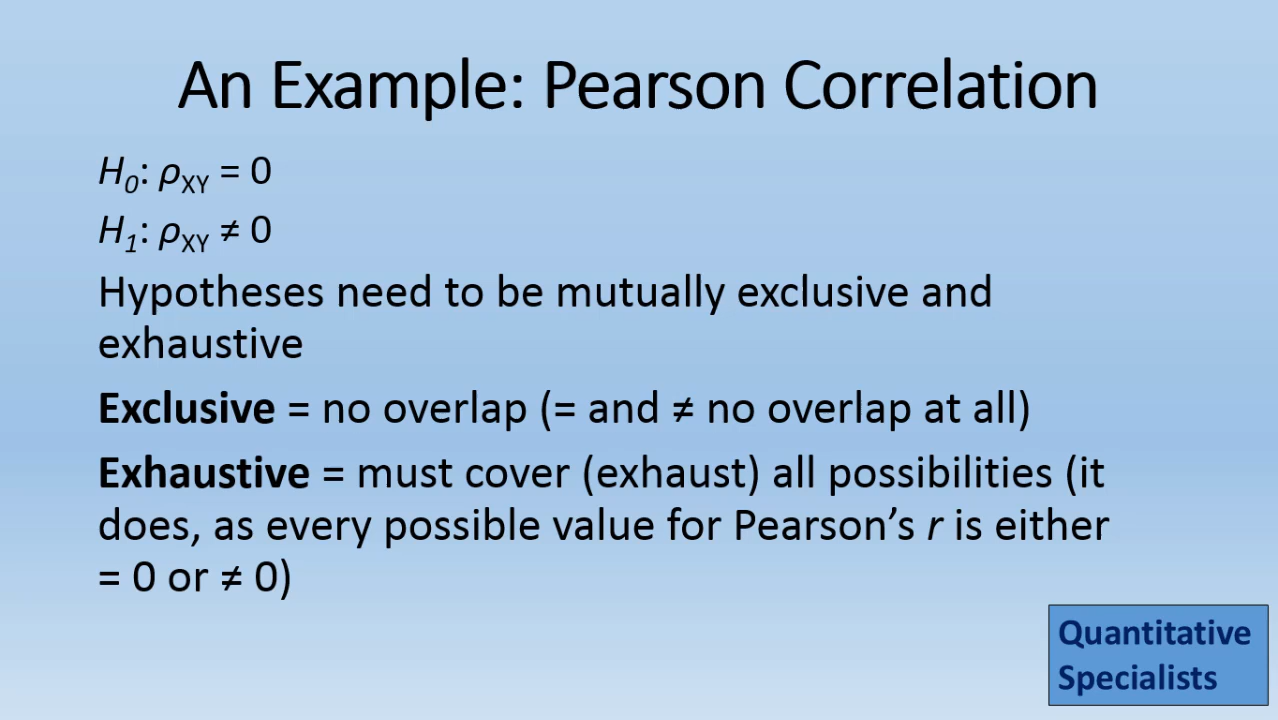 An Example: Pearson Correlation
H0: ρXY = 0
H1: ρXY ≠ 0
Hypotheses need to be mutually exclusive and
exhaustive
Exclusive = no overlap (= and ≠ no overlap at all)
Exhaustive = must cover (exhaust) all possibilities (it
does, as every possible value for Pearson’s r is either
= 0 or ≠ 0)
Quantitative
Specialists